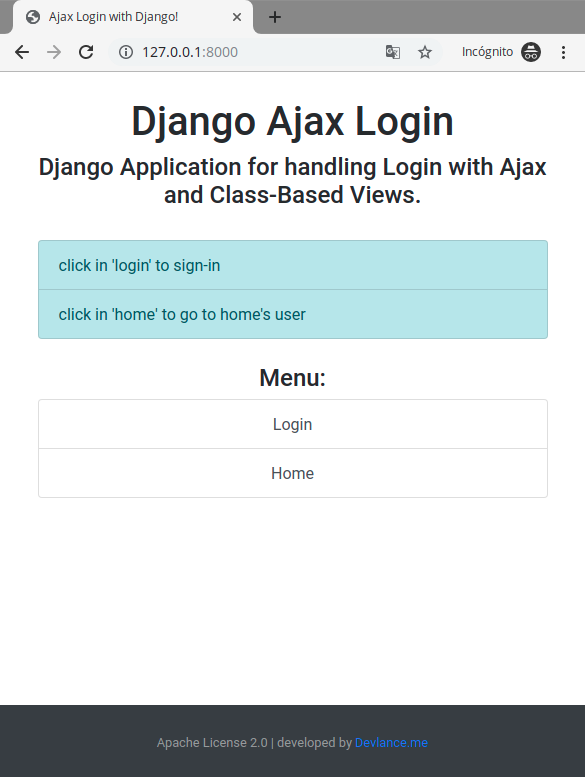 Ajax Login with Django!
127.0.0.1:8000
Incógnito
Django Ajax Login
Django Application for handling Login with Ajax
and Class-Based Views.
click in 'login' to sign-in
click in 'home' to go to home's user
Menu:
Login
Home
Apache License 2.0 | developed by Devlance.me